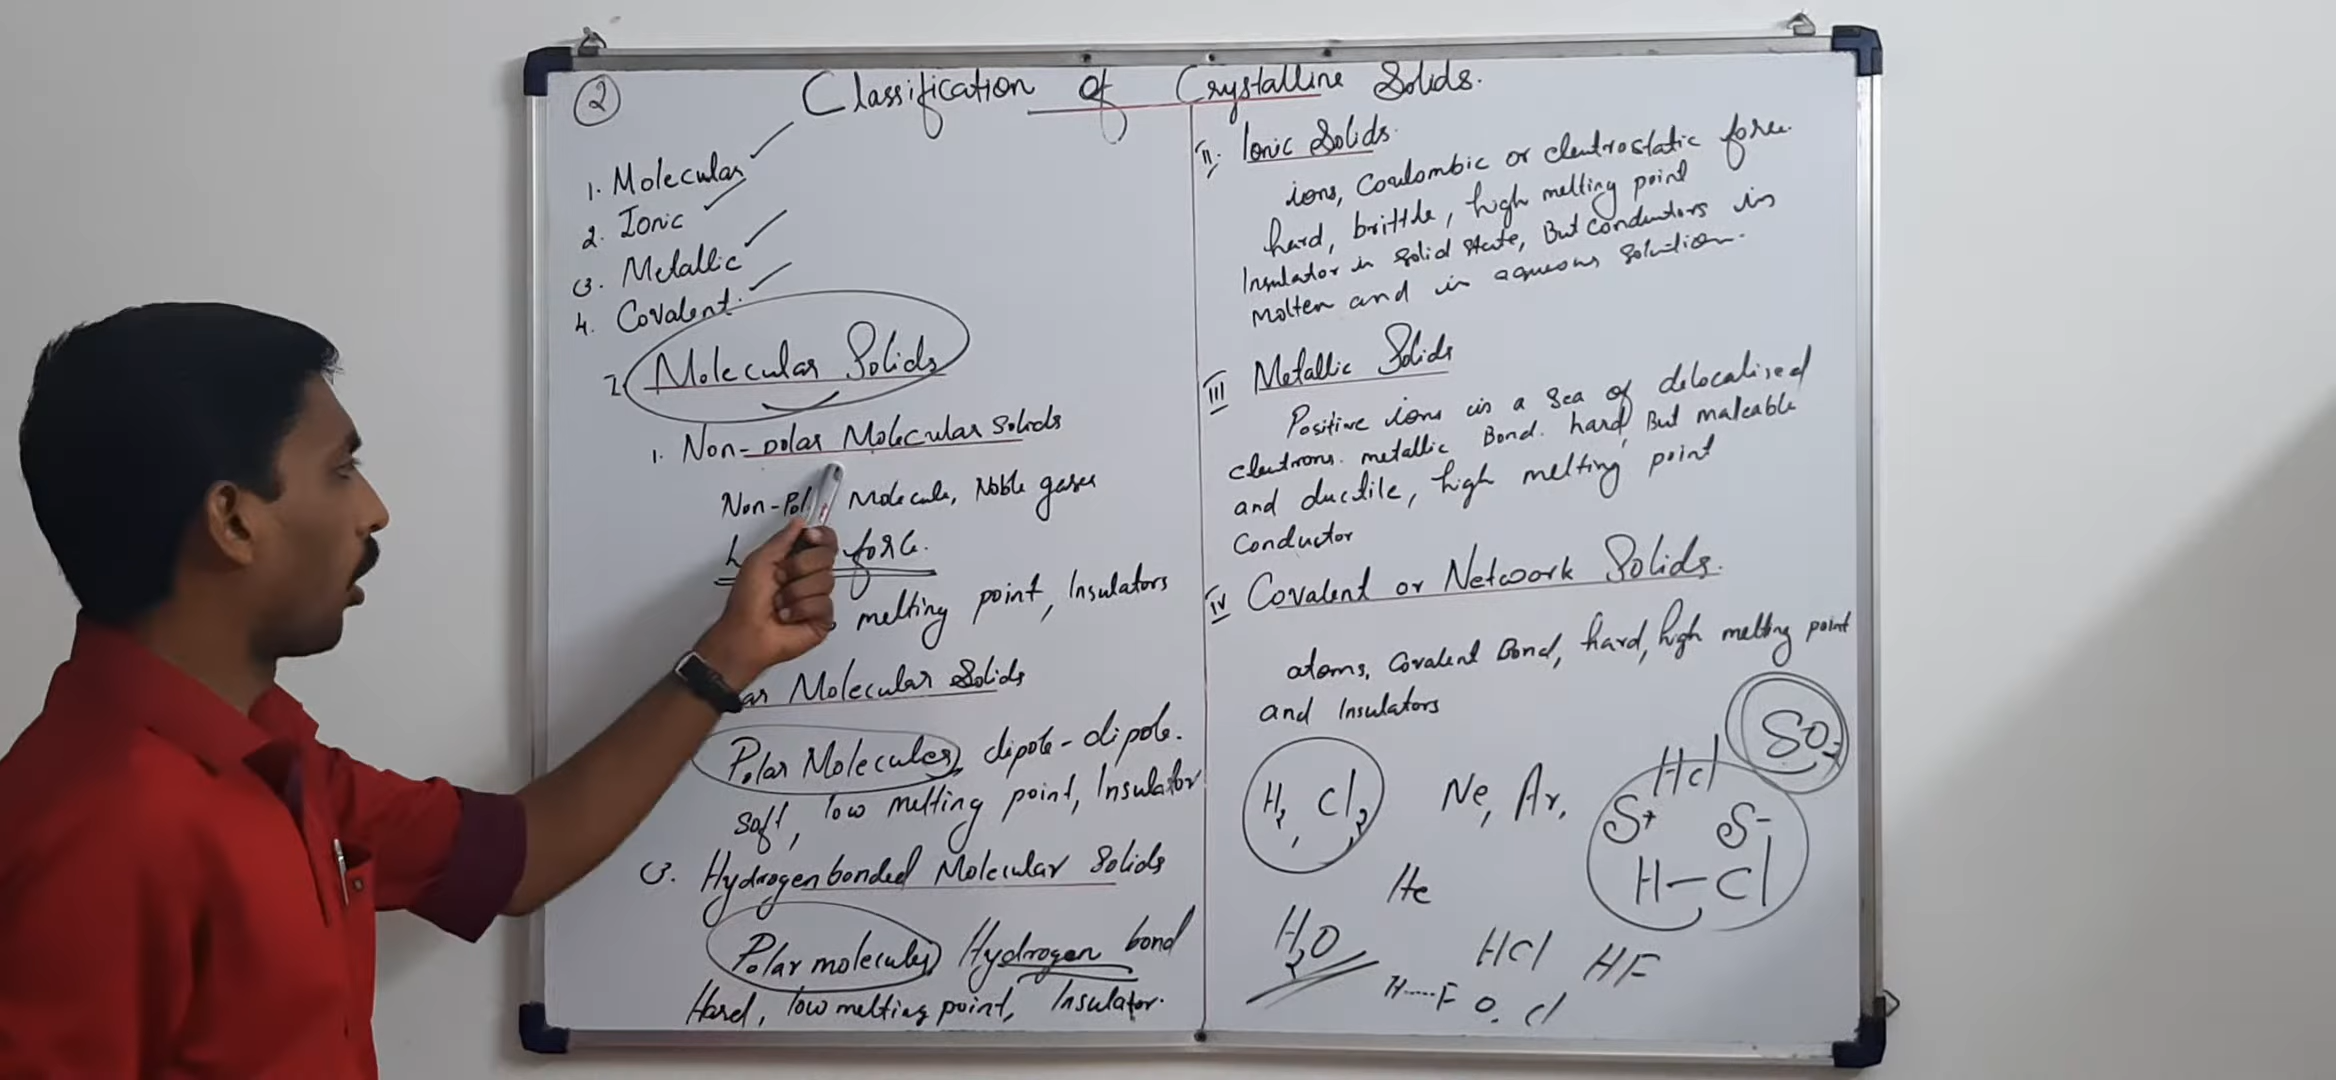 2
Classification of Crystalline Solids.
1. Molecular
2. Ionic
3. Metallic
4. Covalent.
I Molecular Solids
1. Non-polar Molecular solids
Non-Pol Molecule, Noble gases
force.
melting point, Insulators
ar Molecular Solids
Polar Molecules, dipole-dipole.
Soft, low melting point, Insulator
3. Hydrogen bonded Molecular Solids
Polar molecules Hydrogen bond
Hard, low melting point, Insulator.
II. Ionic Solids.
ions, Coulombic or electrostatic force.
hard, brittle, high melting point
Insulator in Solid State, But conductors in
Molten and in aqueous solution.
III Metallic Solids
Positive ions in a sea of delocalised
electrons. metallic Bond. hard, But maleable
and ductile, high melting point
Conductor
IV Covalent or Network Solids.
atoms, Covalent Bond, hard, high melting point
and Insulators
H2, Cl2,
Ne, Ar,
He
HCl
SO2
S+ S-
H-Cl
H2O
HCl HF
H.....F O. Cl